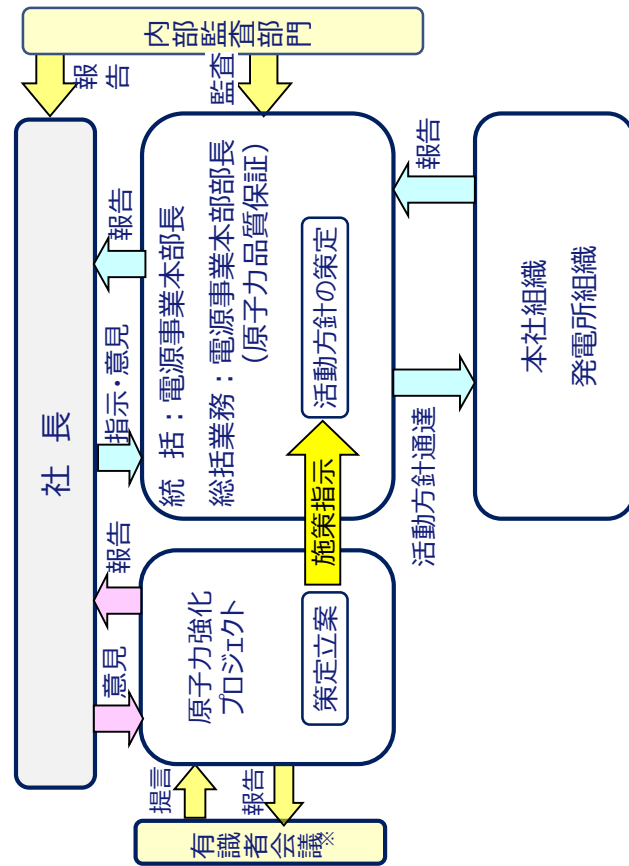 社　長
意見
報告
指示・意見
報告
報告
内部監査部門
監査
有識者会議※
提言
報告
原子力強化
プロジェクト
策定立案
施策指示
統　括：電源事業本部長
総括業務：電源事業本部部長
（原子力品質保証）
活動方針の策定
活動方針通達
報告
本社組織
発電所組織